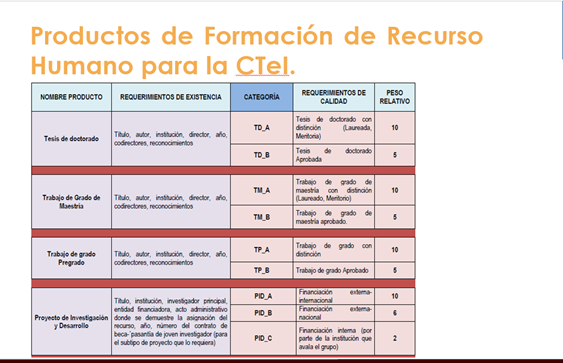 Productos de Formación de Recurso
Humano para la CTeI.
NOMBRE PRODUCTO
REQUERIMIENTOS DE EXISTENCIA
CATEGORÍA
REQUERIMIENTOS DE
CALIDAD
PESO
RELATIVO
Tesis de doctorado
Título, autor, institución, director, año,
codirectores, reconocimientos
TD_A
Tesis de doctorado con
distinción (Laureada,
Meritoria)
10
TD_B
Tesis de doctorado
Aprobada
5
Trabajo de Grado de
Maestría
Título, autor, institución, director, año,
codirectores, reconocimientos
TM_A
Trabajo de grado de
maestría con distinción
(Laureado, Meritorio)
10
TM_B
Trabajo de grado de
maestría aprobado.
5
Trabajo de grado
Pregrado
Título, autor, institución, director, año,
codirectores, reconocimientos
TP_A
Trabajo de grado con
distinción
10
TP_B
Trabajo de grado Aprobado
5
Proyecto de Investigación
y Desarrollo
Título, institución, investigador principal,
entidad financiadora, acto administrativo
donde se demuestre la asignación del
recurso, año, número del contrato de
beca-pasantía de joven investigador (para
el subtipo de proyecto que lo requiera)
PID_A
Financiación externa-
internacional
10
PID_B
Financiación externa-
nacional
6
PID_C
Financiación interna (por
parte de la institución que
avala el grupo)
2